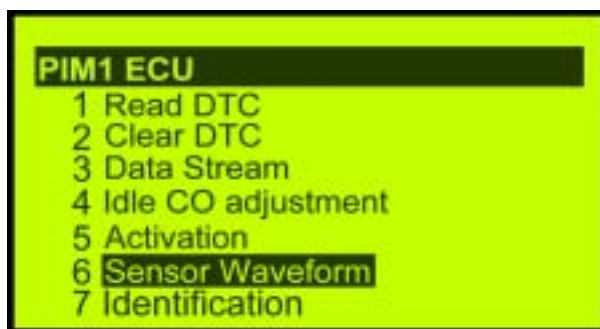 PIM1 ECU
1 Read DTC
2 Clear DTC
3 Data Stream
4 Idle CO adjustment
5 Activation
6 Sensor Waveform
7 Identification